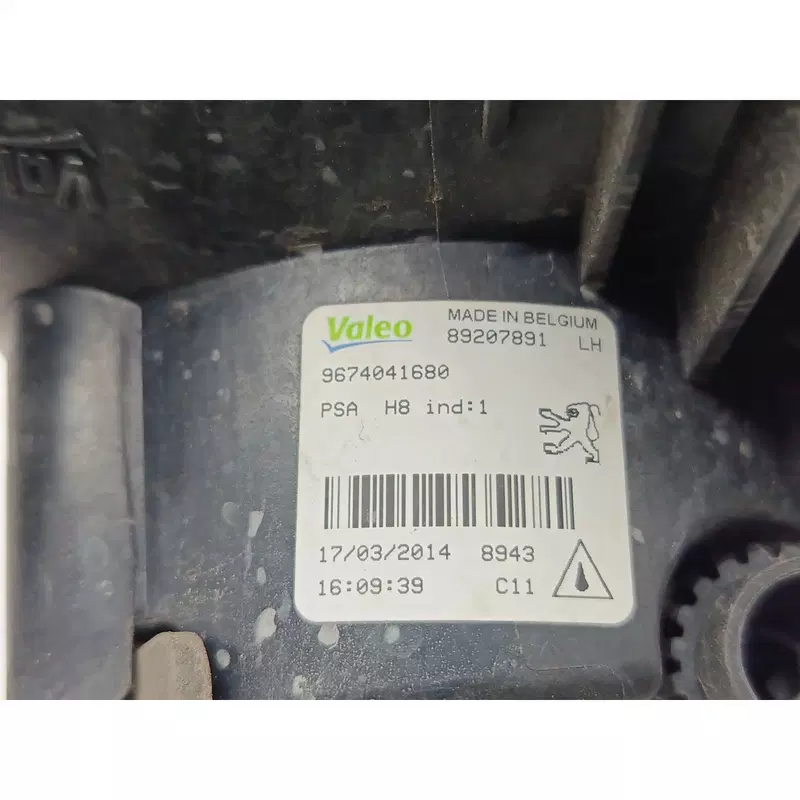 Valeo MADE IN BELGIUM
89207891 LH
9674041680
PSA H8 ind:1
17/03/2014 8943
16:09:39 C11